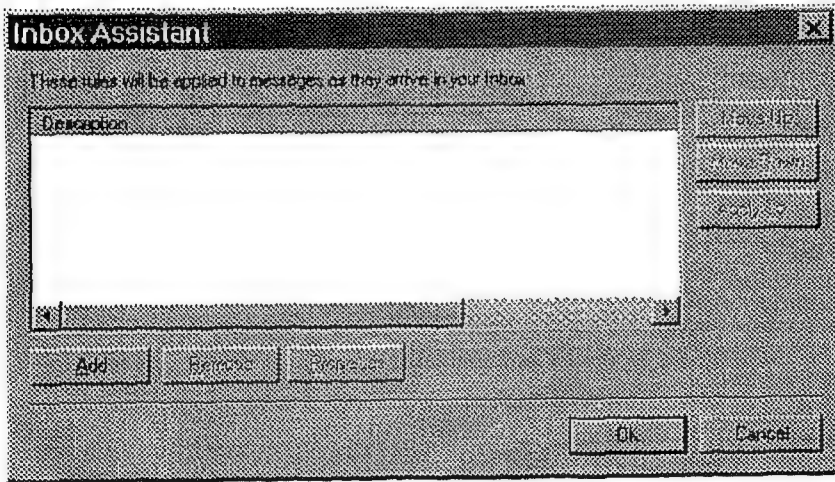 Inbox Assistant
These rules will be applied to messages as they arrive in your Inbox
Description
Move Up
Move Down
Apply To
Add
Remove
Properties
OK
Cancel